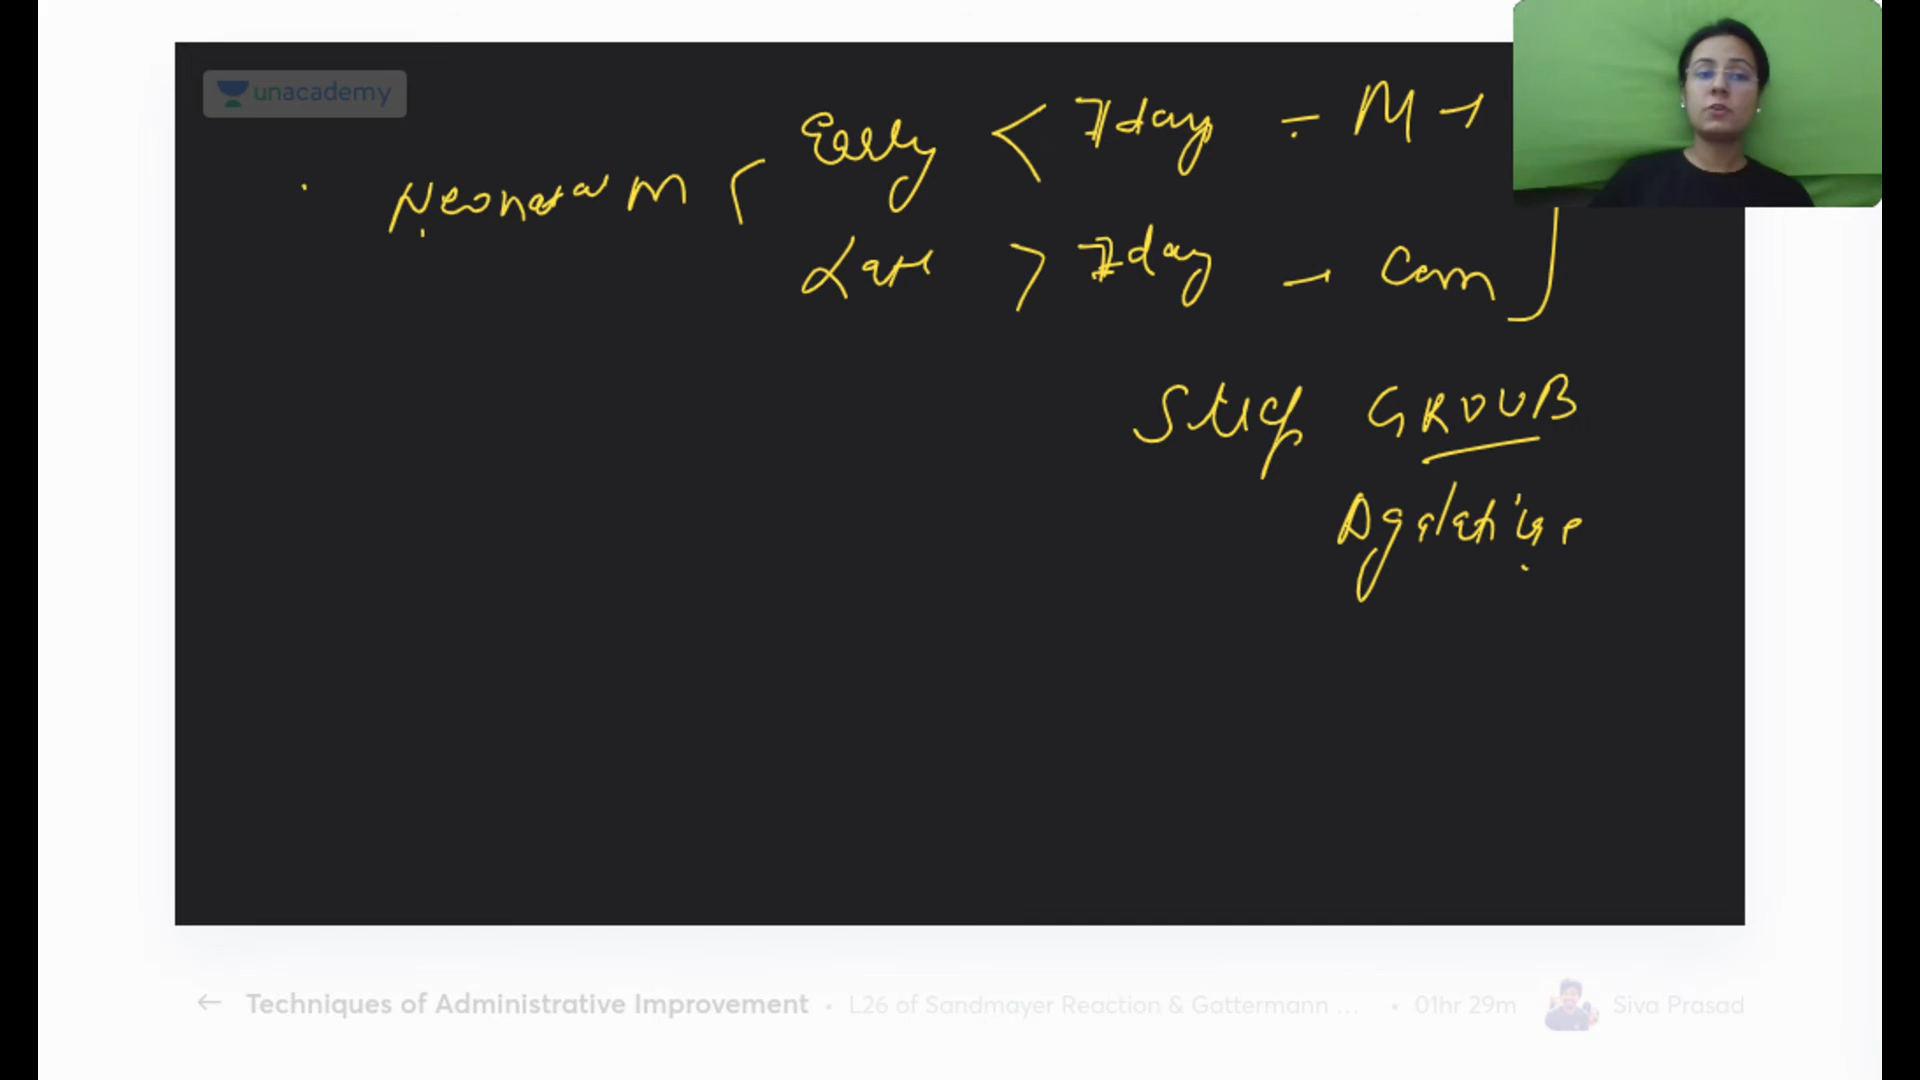 unacademy
Early < 7 day - M →
Neonatal M
Late > 7 day → Com
Strep GROUB
Agalactiae
← Techniques of Administrative Improvement • L26 of Sandmayer Reaction & Gattermann ... • 01hr 29m Siva Prasad